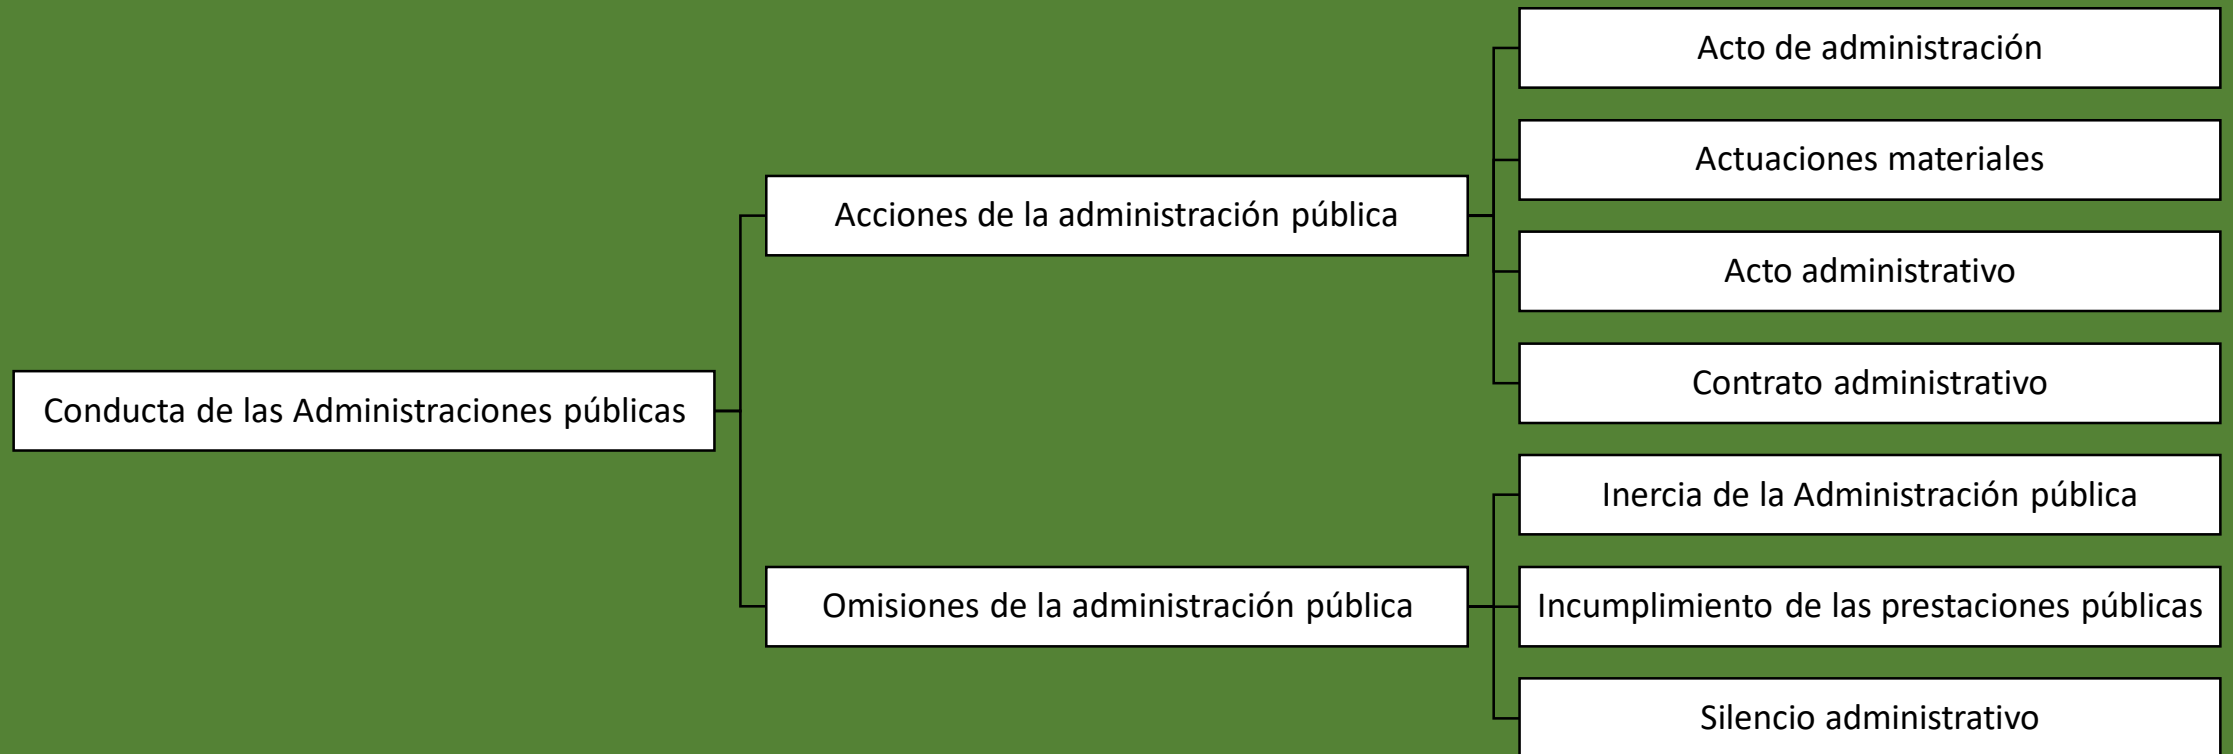 Conducta de las Administraciones públicas
Acciones de la administración pública
Acto de administración
Actuaciones materiales
Acto administrativo
Contrato administrativo
Omisiones de la administración pública
Inercia de la Administración pública
Incumplimiento de las prestaciones públicas
Silencio administrativo